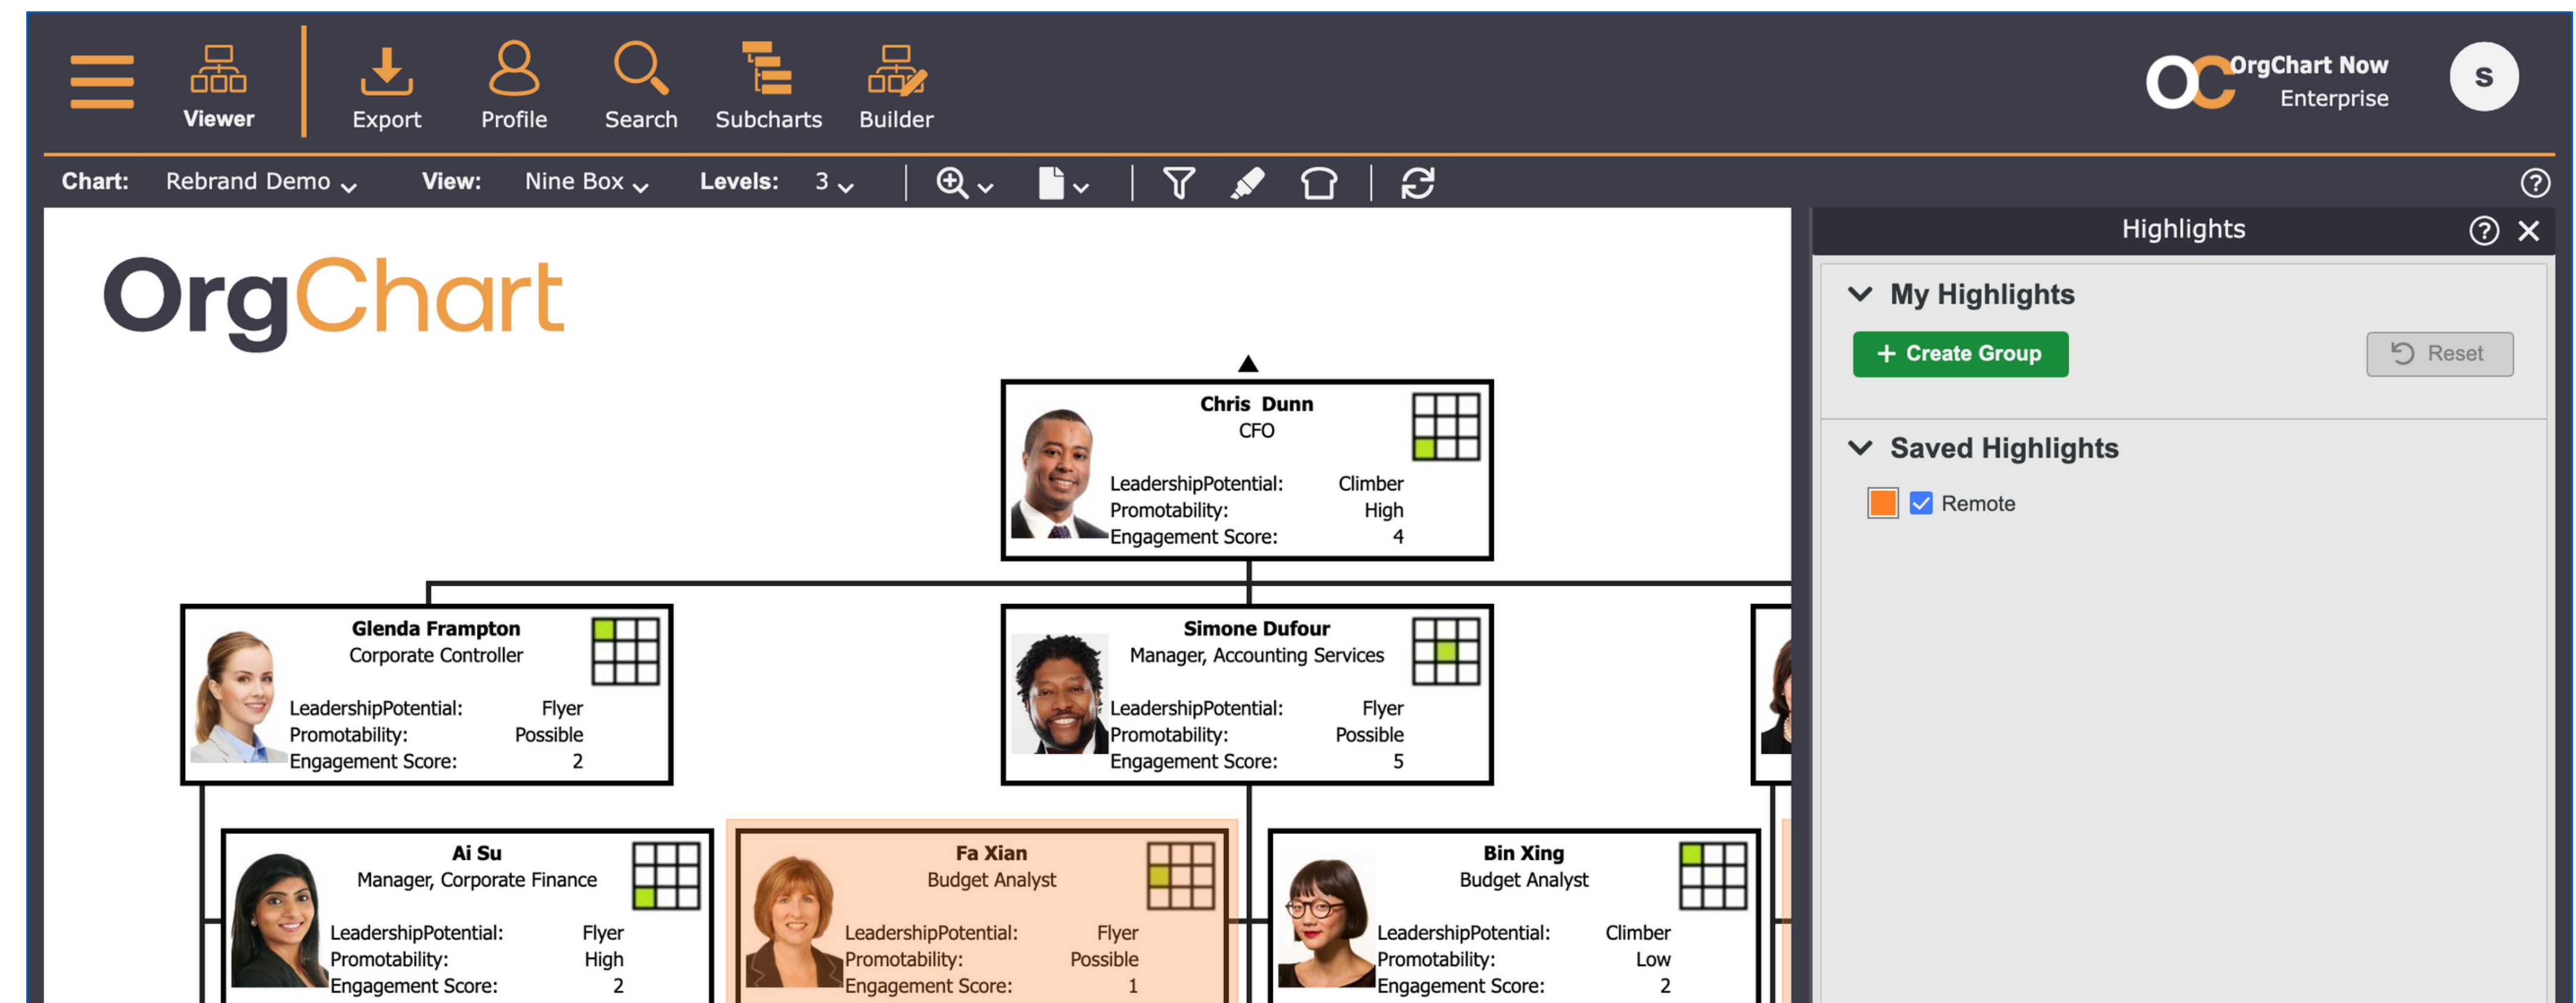 Viewer
Export
Profile
Search
Subcharts
Builder
OC OrgChart Now
Enterprise
S
Chart: Rebrand Demo View: Nine Box Levels: 3
Highlights
OrgChart
My Highlights
+ Create Group
Reset
Saved Highlights
Remote
Chris Dunn
CFO
LeadershipPotential: Climber
Promotability: High
Engagement Score: 4
Glenda Frampton
Corporate Controller
LeadershipPotential: Flyer
Promotability: Possible
Engagement Score: 2
Simone Dufour
Manager, Accounting Services
LeadershipPotential: Flyer
Promotability: Possible
Engagement Score: 5
Ai Su
Manager, Corporate Finance
LeadershipPotential: Flyer
Promotability: High
Engagement Score: 2
Fa Xian
Budget Analyst
LeadershipPotential: Flyer
Promotability: Possible
Engagement Score: 1
Bin Xing
Budget Analyst
LeadershipPotential: Climber
Promotability: Low
Engagement Score: 2